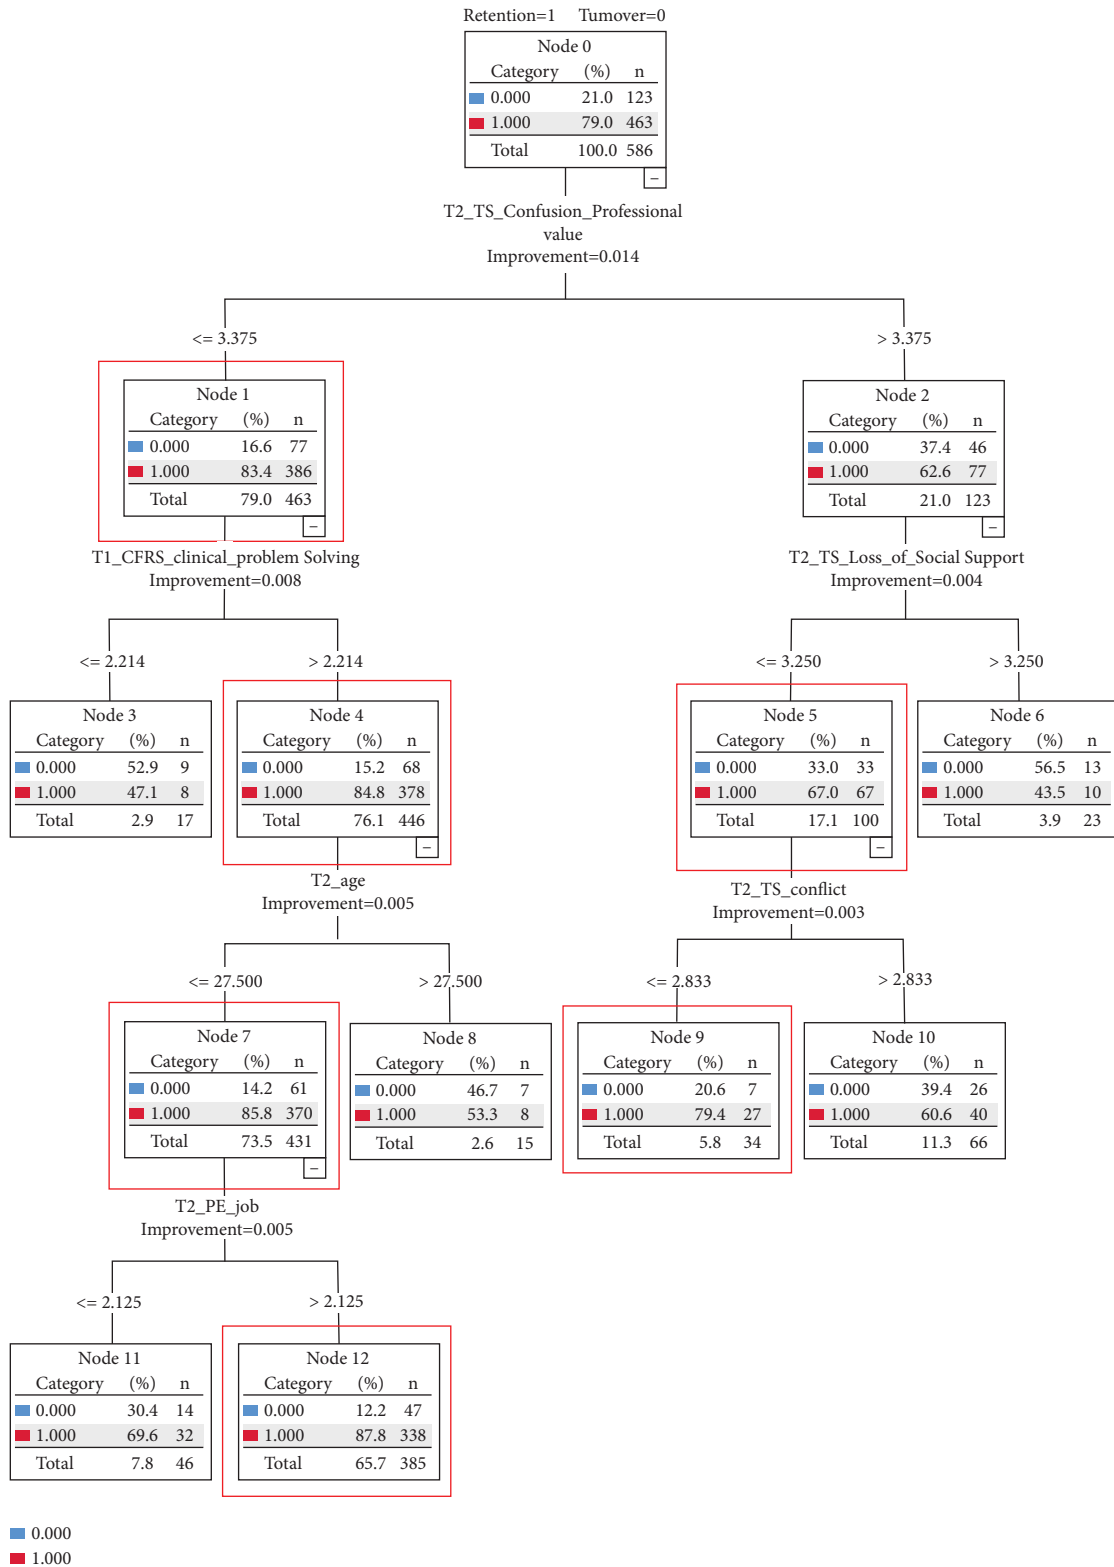 Retention=1 Tumover=0
Node 0
Category (%) n
0.000 21.0 123
1.000 79.0 463
Total 100.0 586
−
T2_TS_Confusion_Professional
value
Improvement=0.014
<= 3.375
> 3.375
Node 1
Category (%) n
0.000 16.6 77
1.000 83.4 386
Total 79.0 463
−
Node 2
Category (%) n
0.000 37.4 46
1.000 62.6 77
Total 21.0 123
−
T1_CFRS_clinical_problem Solving
Improvement=0.008
T2_TS_Loss_of_Social Support
Improvement=0.004
<= 2.214
> 2.214
<= 3.250
> 3.250
Node 3
Category (%) n
0.000 52.9 9
1.000 47.1 8
Total 2.9 17
Node 4
Category (%) n
0.000 15.2 68
1.000 84.8 378
Total 76.1 446
−
Node 5
Category (%) n
0.000 33.0 33
1.000 67.0 67
Total 17.1 100
−
Node 6
Category (%) n
0.000 56.5 13
1.000 43.5 10
Total 3.9 23
T2_age
Improvement=0.005
T2_TS_conflict
Improvement=0.003
<= 27.500
> 27.500
<= 2.833
> 2.833
Node 7
Category (%) n
0.000 14.2 61
1.000 85.8 370
Total 73.5 431
−
Node 8
Category (%) n
0.000 46.7 7
1.000 53.3 8
Total 2.6 15
Node 9
Category (%) n
0.000 20.6 7
1.000 79.4 27
Total 5.8 34
Node 10
Category (%) n
0.000 39.4 26
1.000 60.6 40
Total 11.3 66
T2_PE_job
Improvement=0.005
<= 2.125
> 2.125
Node 11
Category (%) n
0.000 30.4 14
1.000 69.6 32
Total 7.8 46
Node 12
Category (%) n
0.000 12.2 47
1.000 87.8 338
Total 65.7 385
0.000
1.000